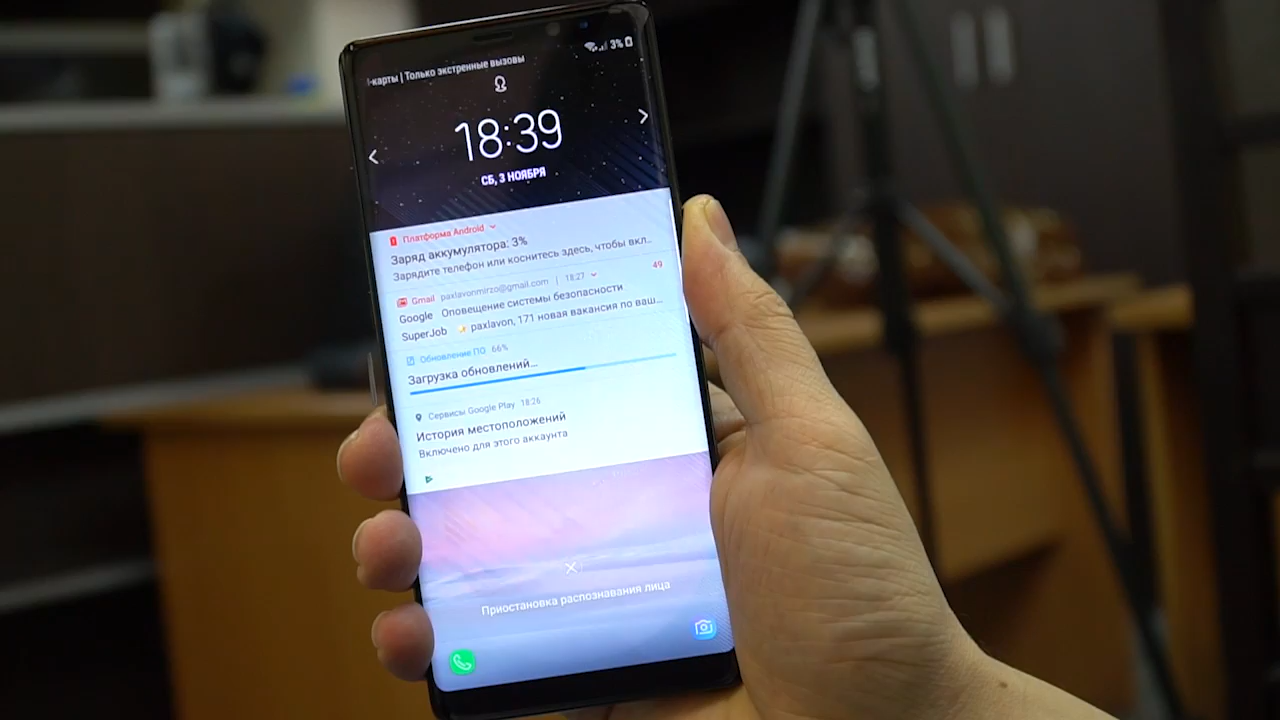 -карты | Только экстренные вызовы
3%
18:39
СБ, 3 НОЯБРЯ
Платформа Android
Заряд аккумулятора: 3%
Зарядите телефон или коснитесь здесь, чтобы вкл..
Gmail paxlavonmirzo@gmail.com | 18:27
49
Google Оповещение системы безопасности
SuperJob paxlavon, 171 новая вакансия по ваш...
Обновление ПО 66%
Загрузка обновлений...
Сервисы Google Play 18:26
История местоположений
Включено для этого аккаунта
Приостановка распознавания лица